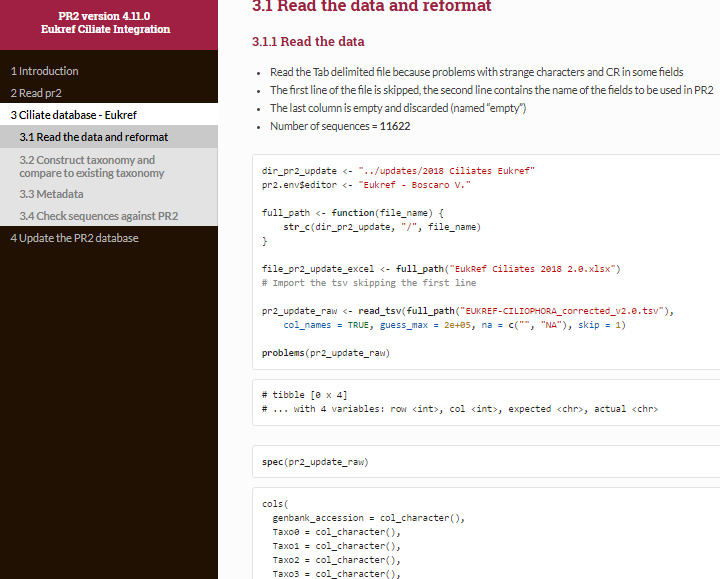 PR2 version 4.11.0
Eukref Ciliate Integration
1 Introduction
2 Read pr2
3 Ciliate database - Eukref
3.1 Read the data and reformat
3.2 Construct taxonomy and
compare to existing taxonomy
3.3 Metadata
3.4 Check sequences against PR2
4 Update the PR2 database
3.1 Read the data and reformat
3.1.1 Read the data
• Read the Tab delimited file because problems with strange characters and CR in some fields
• The first line of the file is skipped, the second line contains the name of the fields to be used in PR2
• The last column is empty and discarded (named “empty”)
• Number of sequences = 11622
dir_pr2_update <- "../updates/2018 Ciliates Eukref"
pr2.env$editor <- "Eukref - Boscaro V."
full_path <- function(file_name) {
str_c(dir_pr2_update, "/", file_name)
}
file_pr2_update_excel <- full_path("EukRef Ciliates 2018 2.0.xlsx")
# Import the tsv skipping the first line
pr2_update_raw <- read_tsv(full_path("EUKREF-CILIOPHORA_corrected_v2.0.tsv"),
col_names = TRUE, guess_max = 2e+05, na = c("", "NA"), skip = 1)
problems(pr2_update_raw)
# tibble [0 x 4]
# ... with 4 variables: row <int>, col <int>, expected <chr>, actual <chr>
spec(pr2_update_raw)
cols(
genbank_accession = col_character(),
Taxo0 = col_character(),
Taxo1 = col_character(),
Taxo2 = col_character(),
Taxo3 = col_character(),